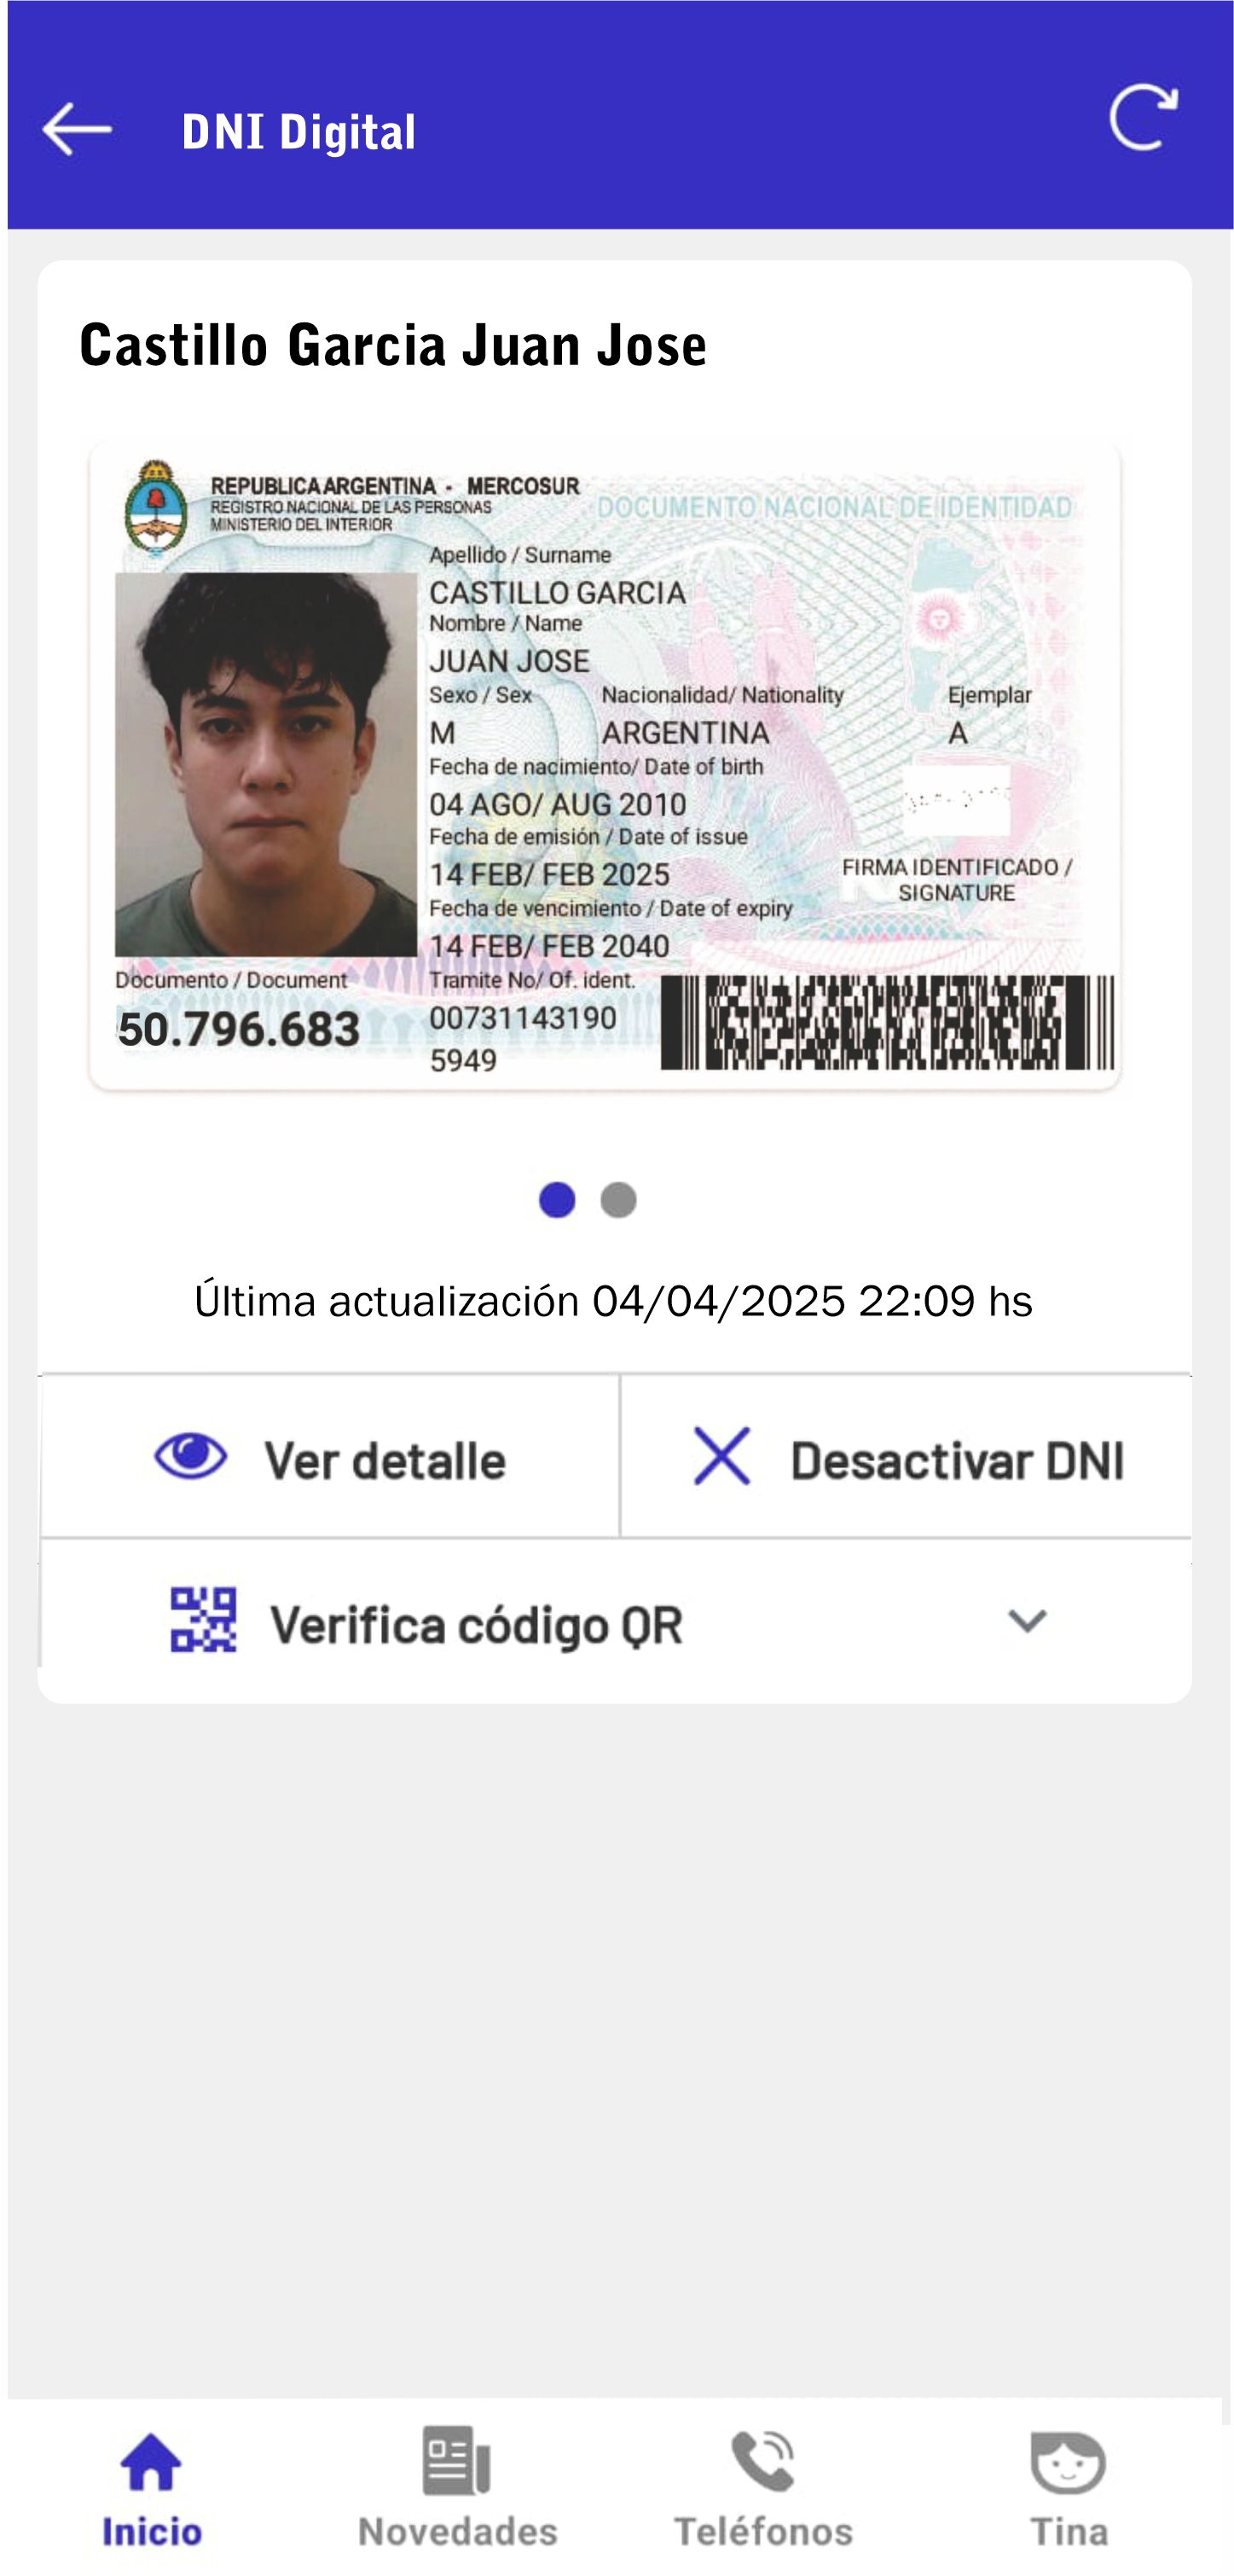 DNI Digital
Castillo Garcia Juan Jose
REPUBLICA ARGENTINA - MERCOSUR
REGISTRO NACIONAL DE LAS PERSONAS
MINISTERIO DEL INTERIOR
DOCUMENTO NACIONAL DE IDENTIDAD
Apellido / Surname
CASTILLO GARCIA
Nombre / Name
JUAN JOSE
Sexo / Sex Nacionalidad/ Nationality Ejemplar
M ARGENTINA A
Fecha de nacimiento/ Date of birth
04 AGO/ AUG 2010
Fecha de emisión / Date of issue
14 FEB/ FEB 2025
FIRMA IDENTIFICADO /
SIGNATURE
Fecha de vencimiento / Date of expiry
14 FEB/ FEB 2040
Documento / Document
50.796.683
Tramite No/ Of. ident.
00731143190
5949
Última actualización 04/04/2025 22:09 hs
Ver detalle
Desactivar DNI
Verifica código QR
Inicio
Novedades
Teléfonos
Tina